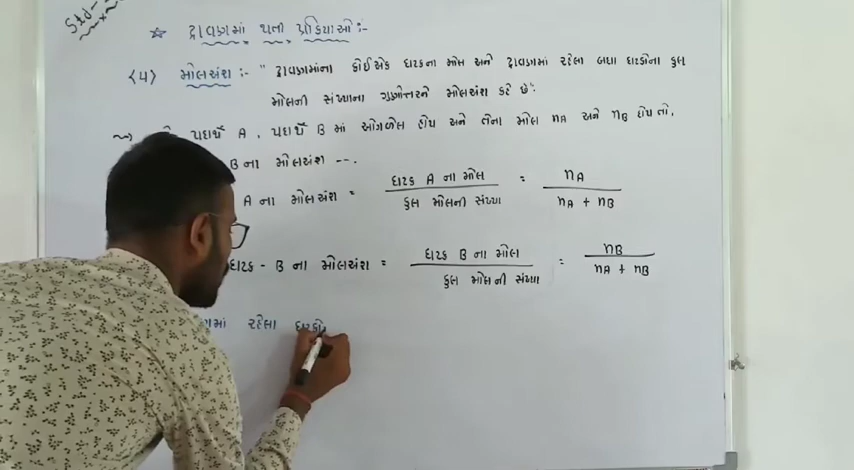 Std-
☆ દ્રાવણમાં થતી પ્રક્રિયાઓ :-
(4) મોલઅંશ :- " દ્રાવણમાંના કોઈએક ઘટકના મોલ અને દ્રાવણમાં રહેલા બધા ઘટકોના કુલ
મોલની સંખ્યાના ગુણોત્તરને મોલઅંશ કહે છે".
પદાર્થ A , પદાર્થ B માં ઓગળેલ હોય અને તેના મોલ nA અને nB હોય તો,
B ના મોલઅંશ --.
A ના મોલઅંશ = ઘટક A ના મોલ / કુલ મોલની સંખ્યા = nA / nA + nB
ઘટક - B ના મોલઅંશ = ઘટક B ના મોલ / કુલ મોલની સંખ્યા = nB / nA + nB
રહેલા ઘટકો